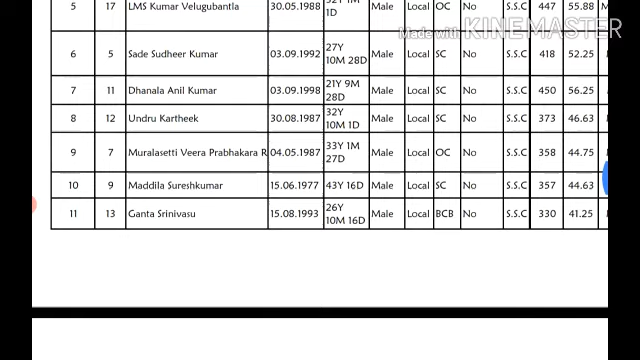 5 17 LMS Kumar Velugubantla 30.05.1988 32Y 1M 1D Male Local OC No S.S.C 447 55.88
6 5 Sade Sudheer Kumar 03.09.1992 27Y 10M 28D Male Local SC No S.S.C 418 52.25
7 11 Dhanala Anil Kumar 03.09.1998 21Y 9M 28D Male Local SC No S.S.C 450 56.25
8 12 Undru Kartheek 30.08.1987 32Y 10M 1D Male Local SC No S.S.C 373 46.63
9 7 Muralasetti Veera Prabhakara R 04.05.1987 33Y 1M 27D Male Local OC No S.S.C 358 44.75
10 9 Maddila Sureshkumar 15.06.1977 43Y 16D Male Local SC No S.S.C 357 44.63
11 13 Ganta Srinivasu 15.08.1993 26Y 10M 16D Male Local BCB No S.S.C 330 41.25
Made with KINEMASTER